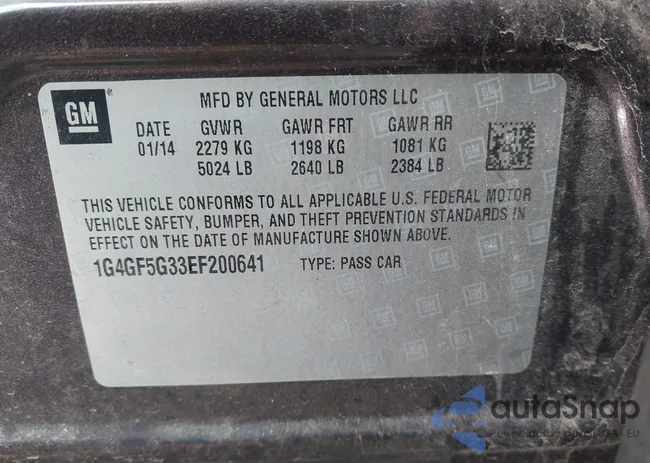 GM
MFD BY GENERAL MOTORS LLC
DATE GVWR GAWR FRT GAWR RR
01/14 2279 KG 1198 KG 1081 KG
5024 LB 2640 LB 2384 LB
THIS VEHICLE CONFORMS TO ALL APPLICABLE U.S. FEDERAL MOTOR
VEHICLE SAFETY, BUMPER, AND THEFT PREVENTION STANDARDS IN
EFFECT ON THE DATE OF MANUFACTURE SHOWN ABOVE.
1G4GF5G33EF200641 TYPE: PASS CAR
autoSnap